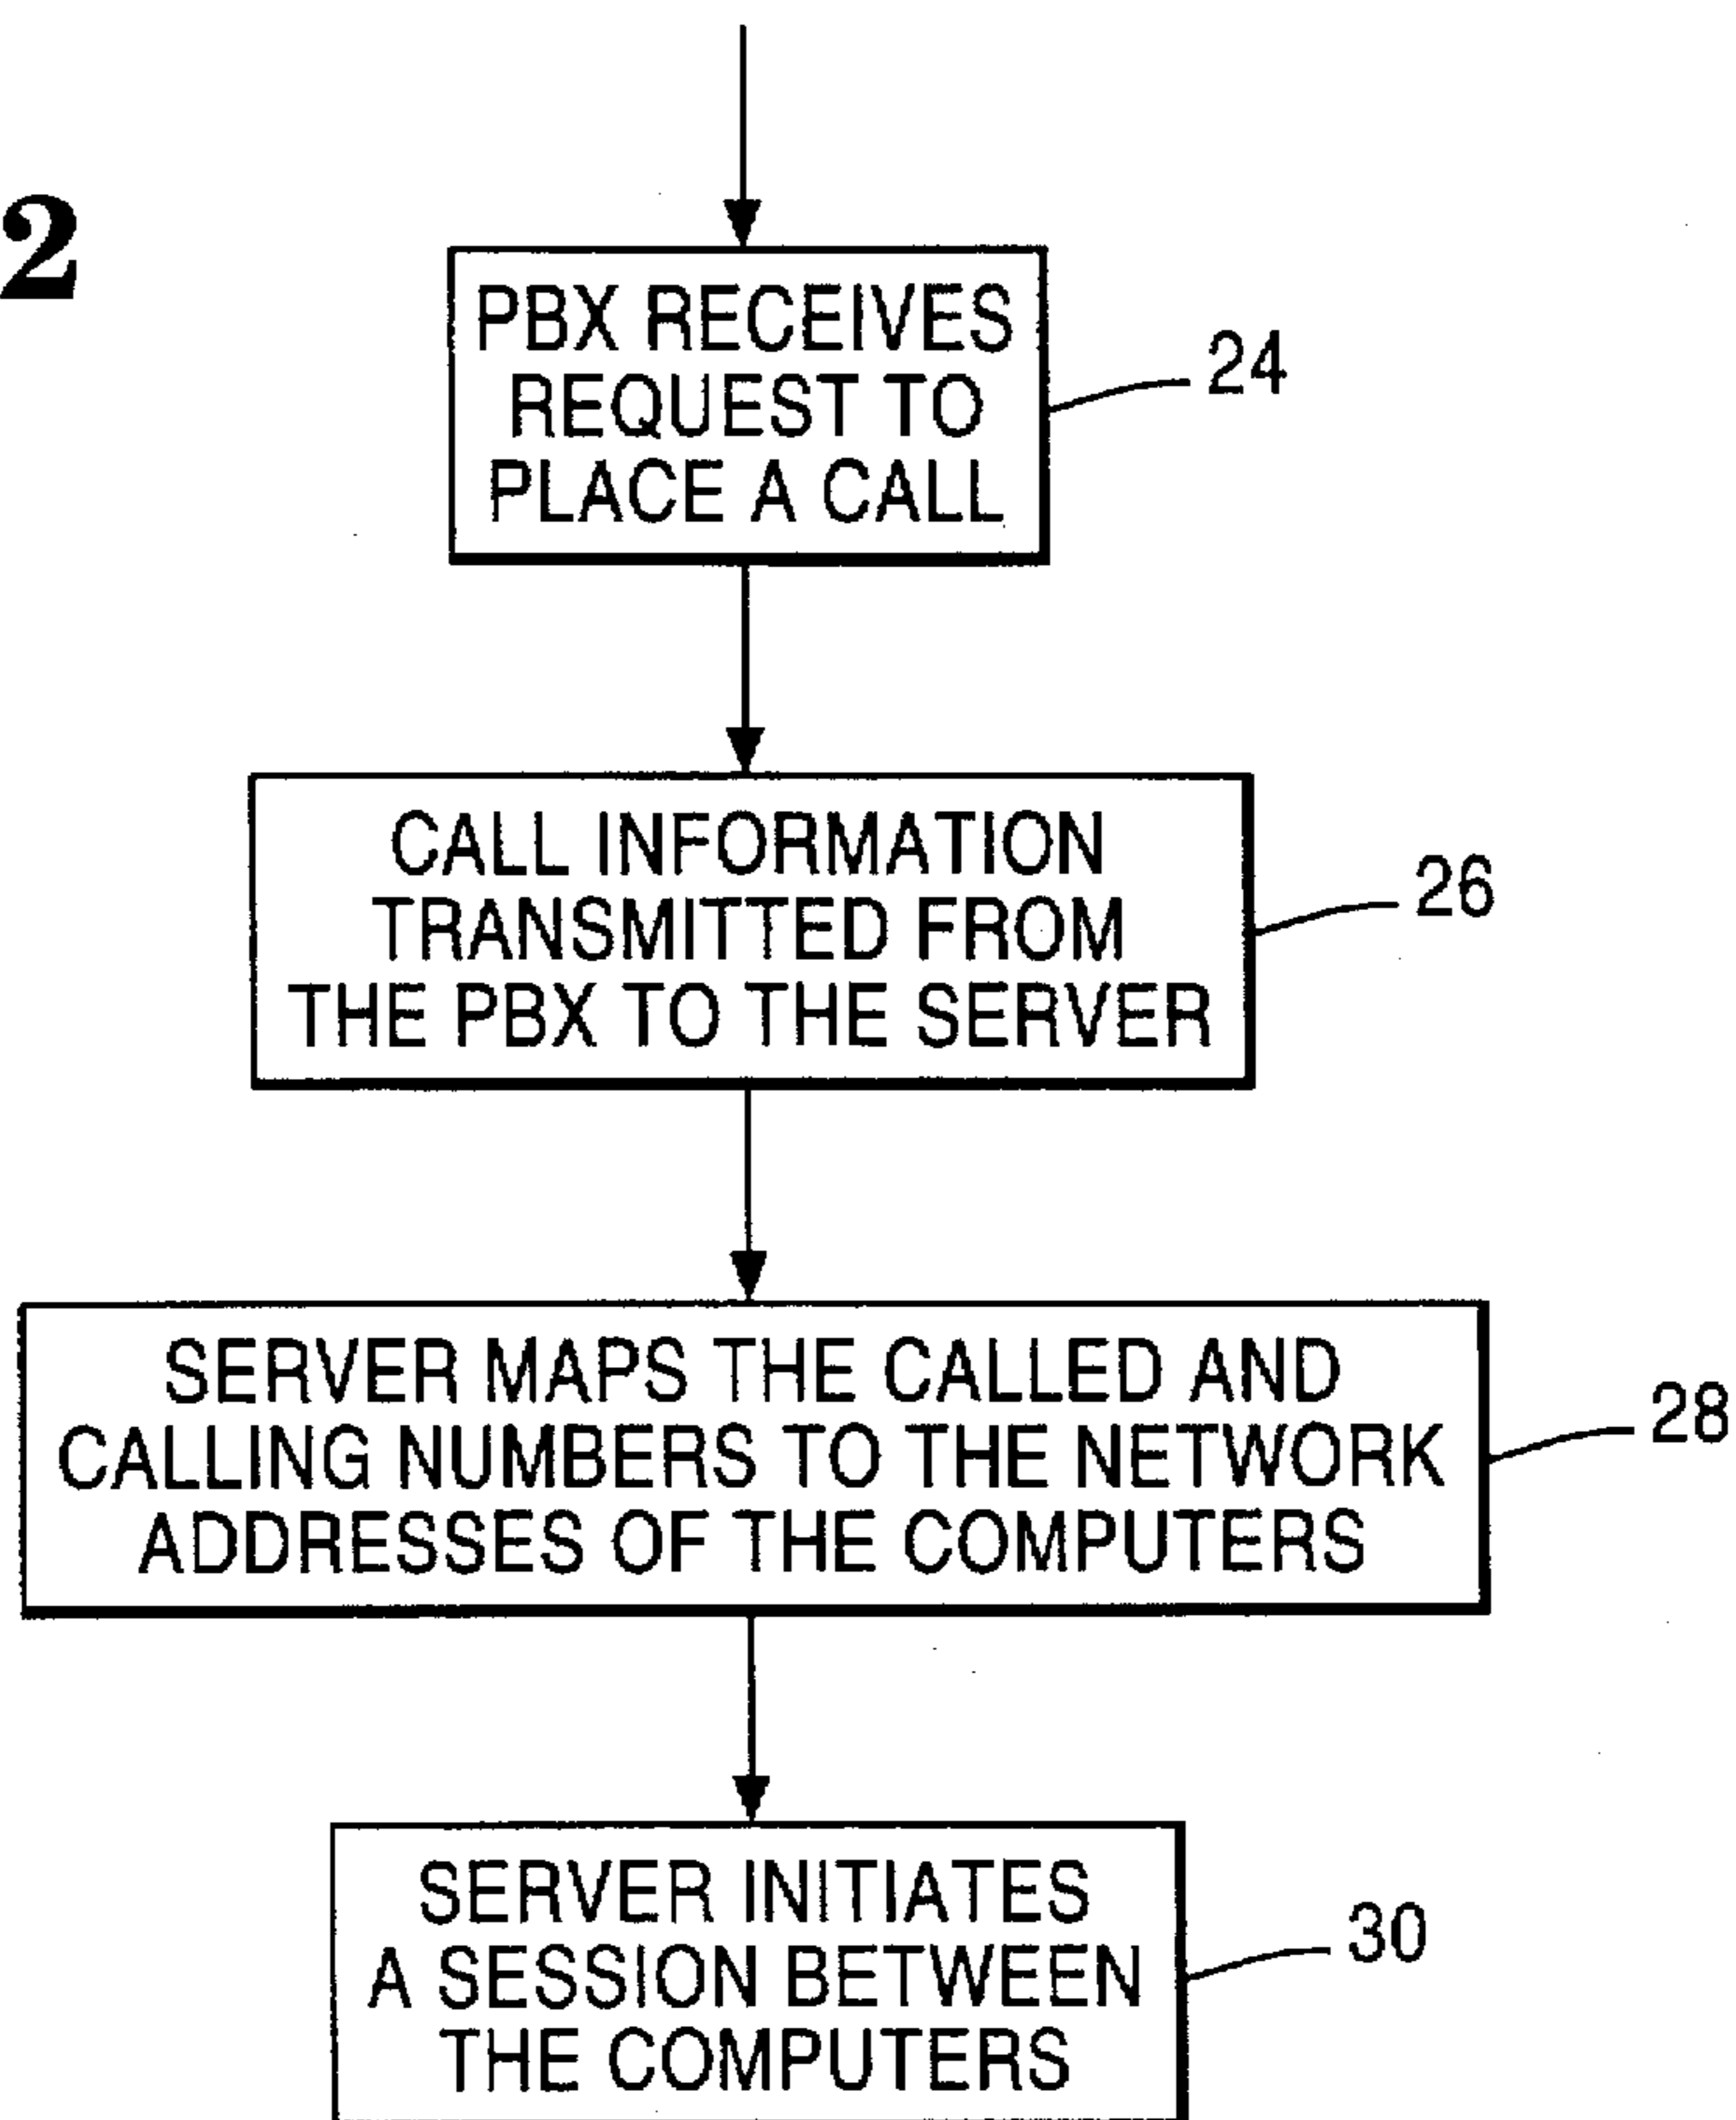 2
PBX RECEIVES
REQUEST TO
PLACE A CALL
24
CALL INFORMATION
TRANSMITTED FROM
THE PBX TO THE SERVER
26
SERVER MAPS THE CALLED AND
CALLING NUMBERS TO THE NETWORK
ADDRESSES OF THE COMPUTERS
28
SERVER INITIATES
A SESSION BETWEEN
THE COMPUTERS
30